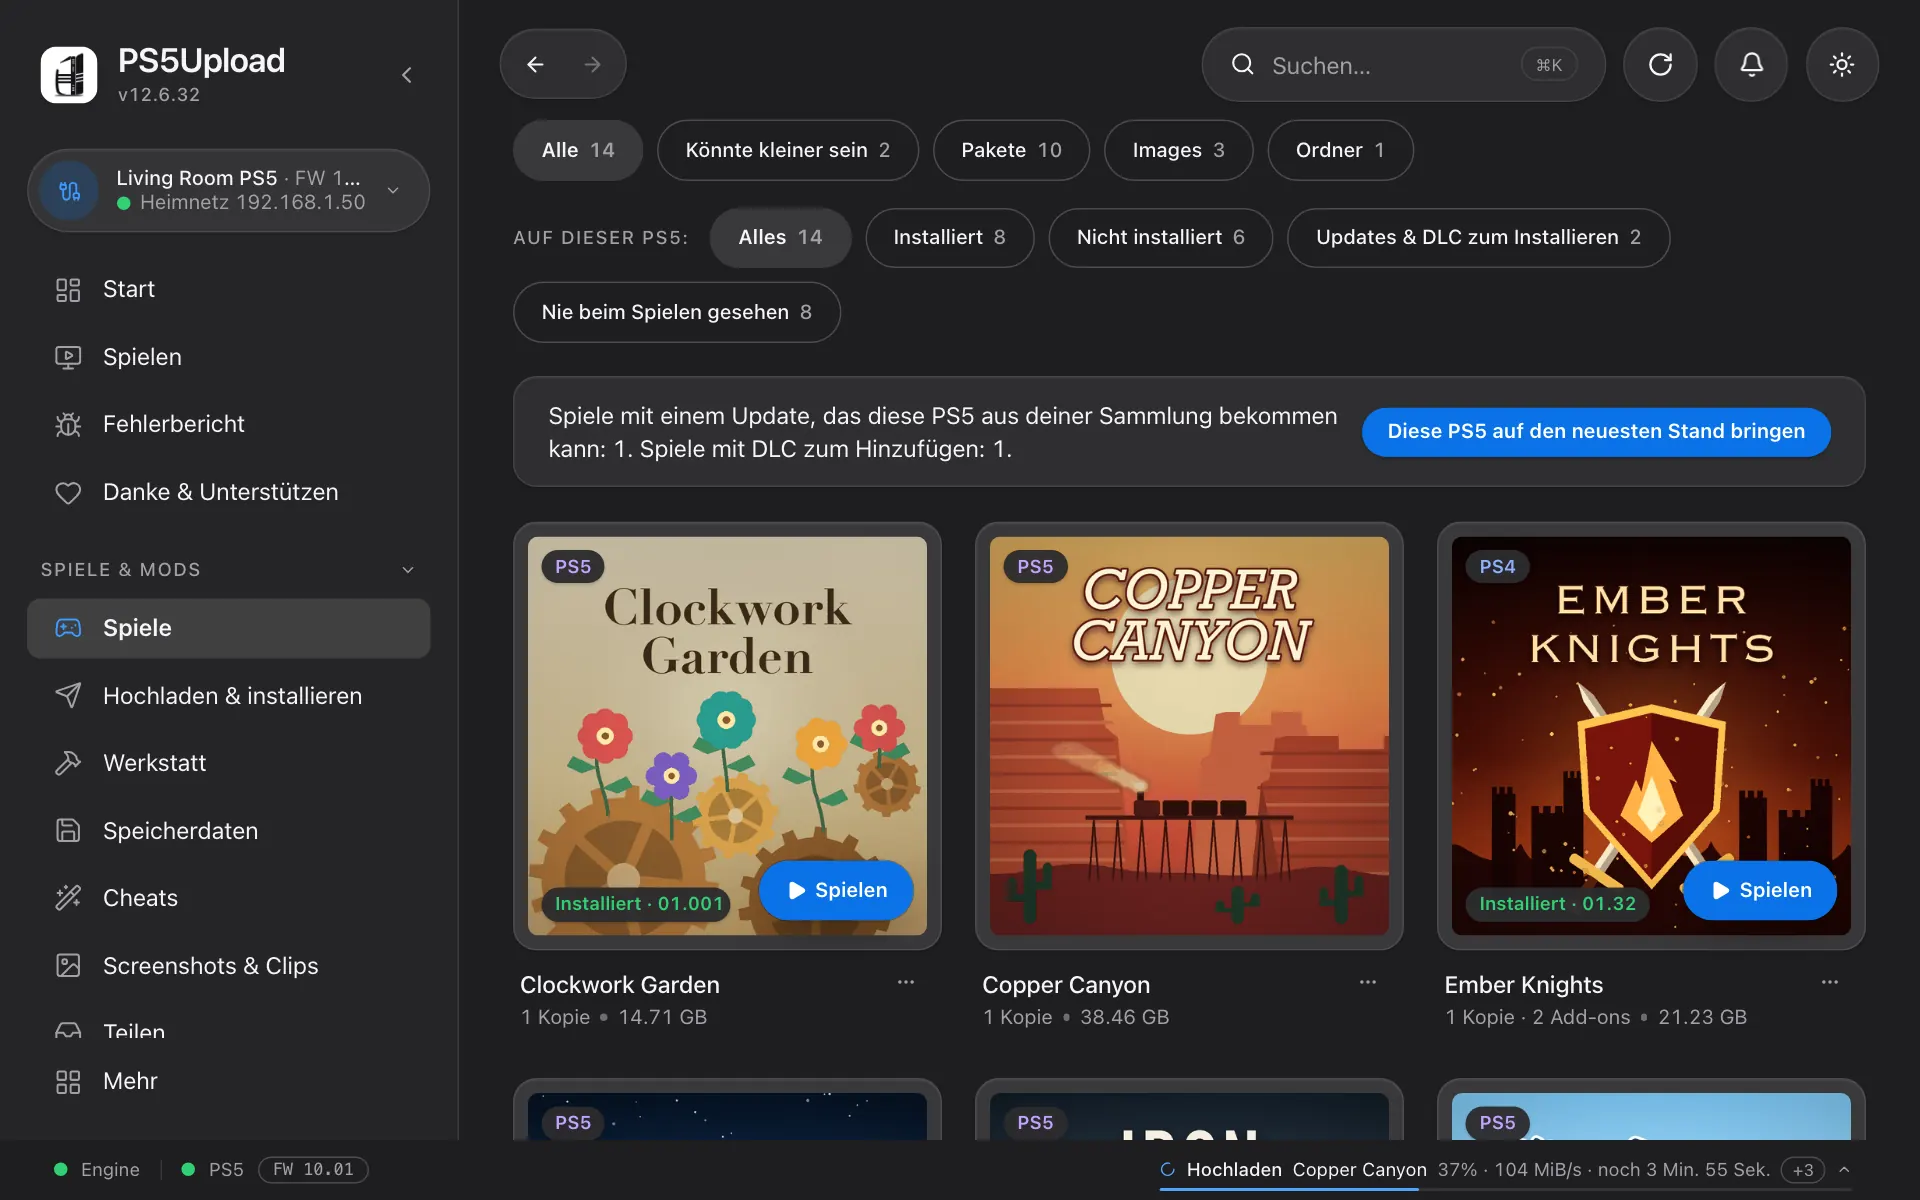 PS5Upload
v12.6.32
Living Room PS5 · FW 1...
Heimnetz 192.168.1.50
Start
Spielen
Fehlerbericht
Danke & Unterstützen
SPIELE & MODS
Spiele
Hochladen & installieren
Werkstatt
Speicherdaten
Cheats
Screenshots & Clips
Teilen
Mehr
Suchen... ⌘K
Alle 14
Könnte kleiner sein 2
Pakete 10
Images 3
Ordner 1
AUF DIESER PS5:
Alles 14
Installiert 8
Nicht installiert 6
Updates & DLC zum Installieren 2
Nie beim Spielen gesehen 8
Spiele mit einem Update, das diese PS5 aus deiner Sammlung bekommen
kann: 1. Spiele mit DLC zum Hinzufügen: 1.
Diese PS5 auf den neuesten Stand bringen
PS5
Clockwork
Garden
Installiert · 01.001
Spielen
Clockwork Garden
1 Kopie • 14.71 GB
PS5
COPPER
CANYON
Copper Canyon
1 Kopie • 38.46 GB
PS4
EMBER
KNIGHTS
Installiert · 01.32
Spielen
Ember Knights
1 Kopie · 2 Add-ons • 21.23 GB
PS5
PS5
IRON
PS5
Engine
PS5
FW 10.01
Hochladen Copper Canyon 37% · 104 MiB/s · noch 3 Min. 55 Sek. +3